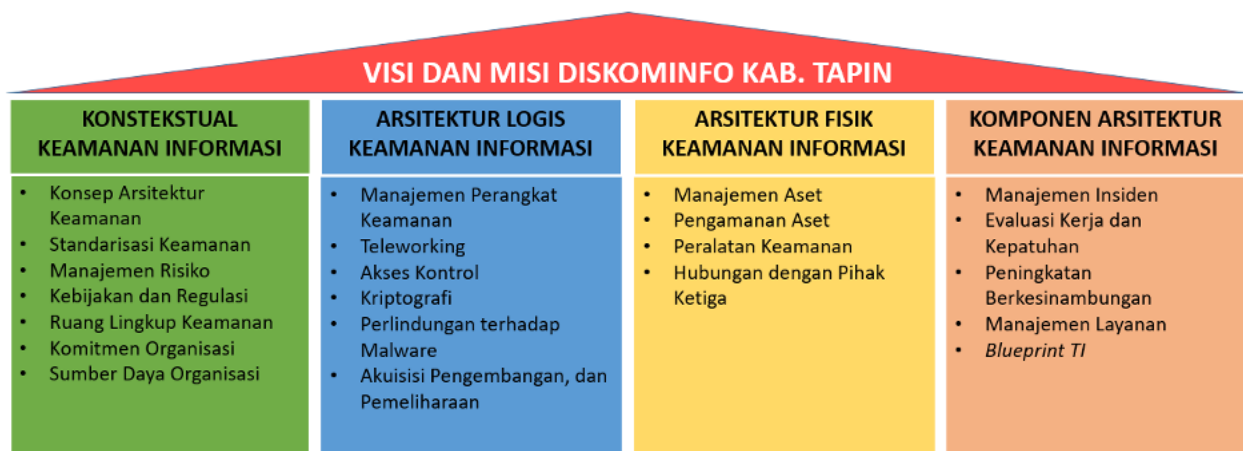 VISI DAN MISI DISKOMINFO KAB. TAPIN
KONSTEKSTUAL
KEAMANAN INFORMASI
• Konsep Arsitektur
Keamanan
• Standarisasi Keamanan
• Manajemen Risiko
• Kebijakan dan Regulasi
• Ruang Lingkup Keamanan
• Komitmen Organisasi
• Sumber Daya Organisasi
ARSITEKTUR LOGIS
KEAMANAN INFORMASI
• Manajemen Perangkat
Keamanan
• Teleworking
• Akses Kontrol
• Kriptografi
• Perlindungan terhadap
Malware
• Akuisisi Pengembangan, dan
Pemeliharaan
ARSITEKTUR FISIK
KEAMANAN INFORMASI
• Manajemen Aset
• Pengamanan Aset
• Peralatan Keamanan
• Hubungan dengan Pihak
Ketiga
KOMPONEN ARSITEKTUR
KEAMANAN INFORMASI
• Manajemen Insiden
• Evaluasi Kerja dan
Kepatuhan
• Peningkatan
Berkesinambungan
• Manajemen Layanan
• Blueprint TI